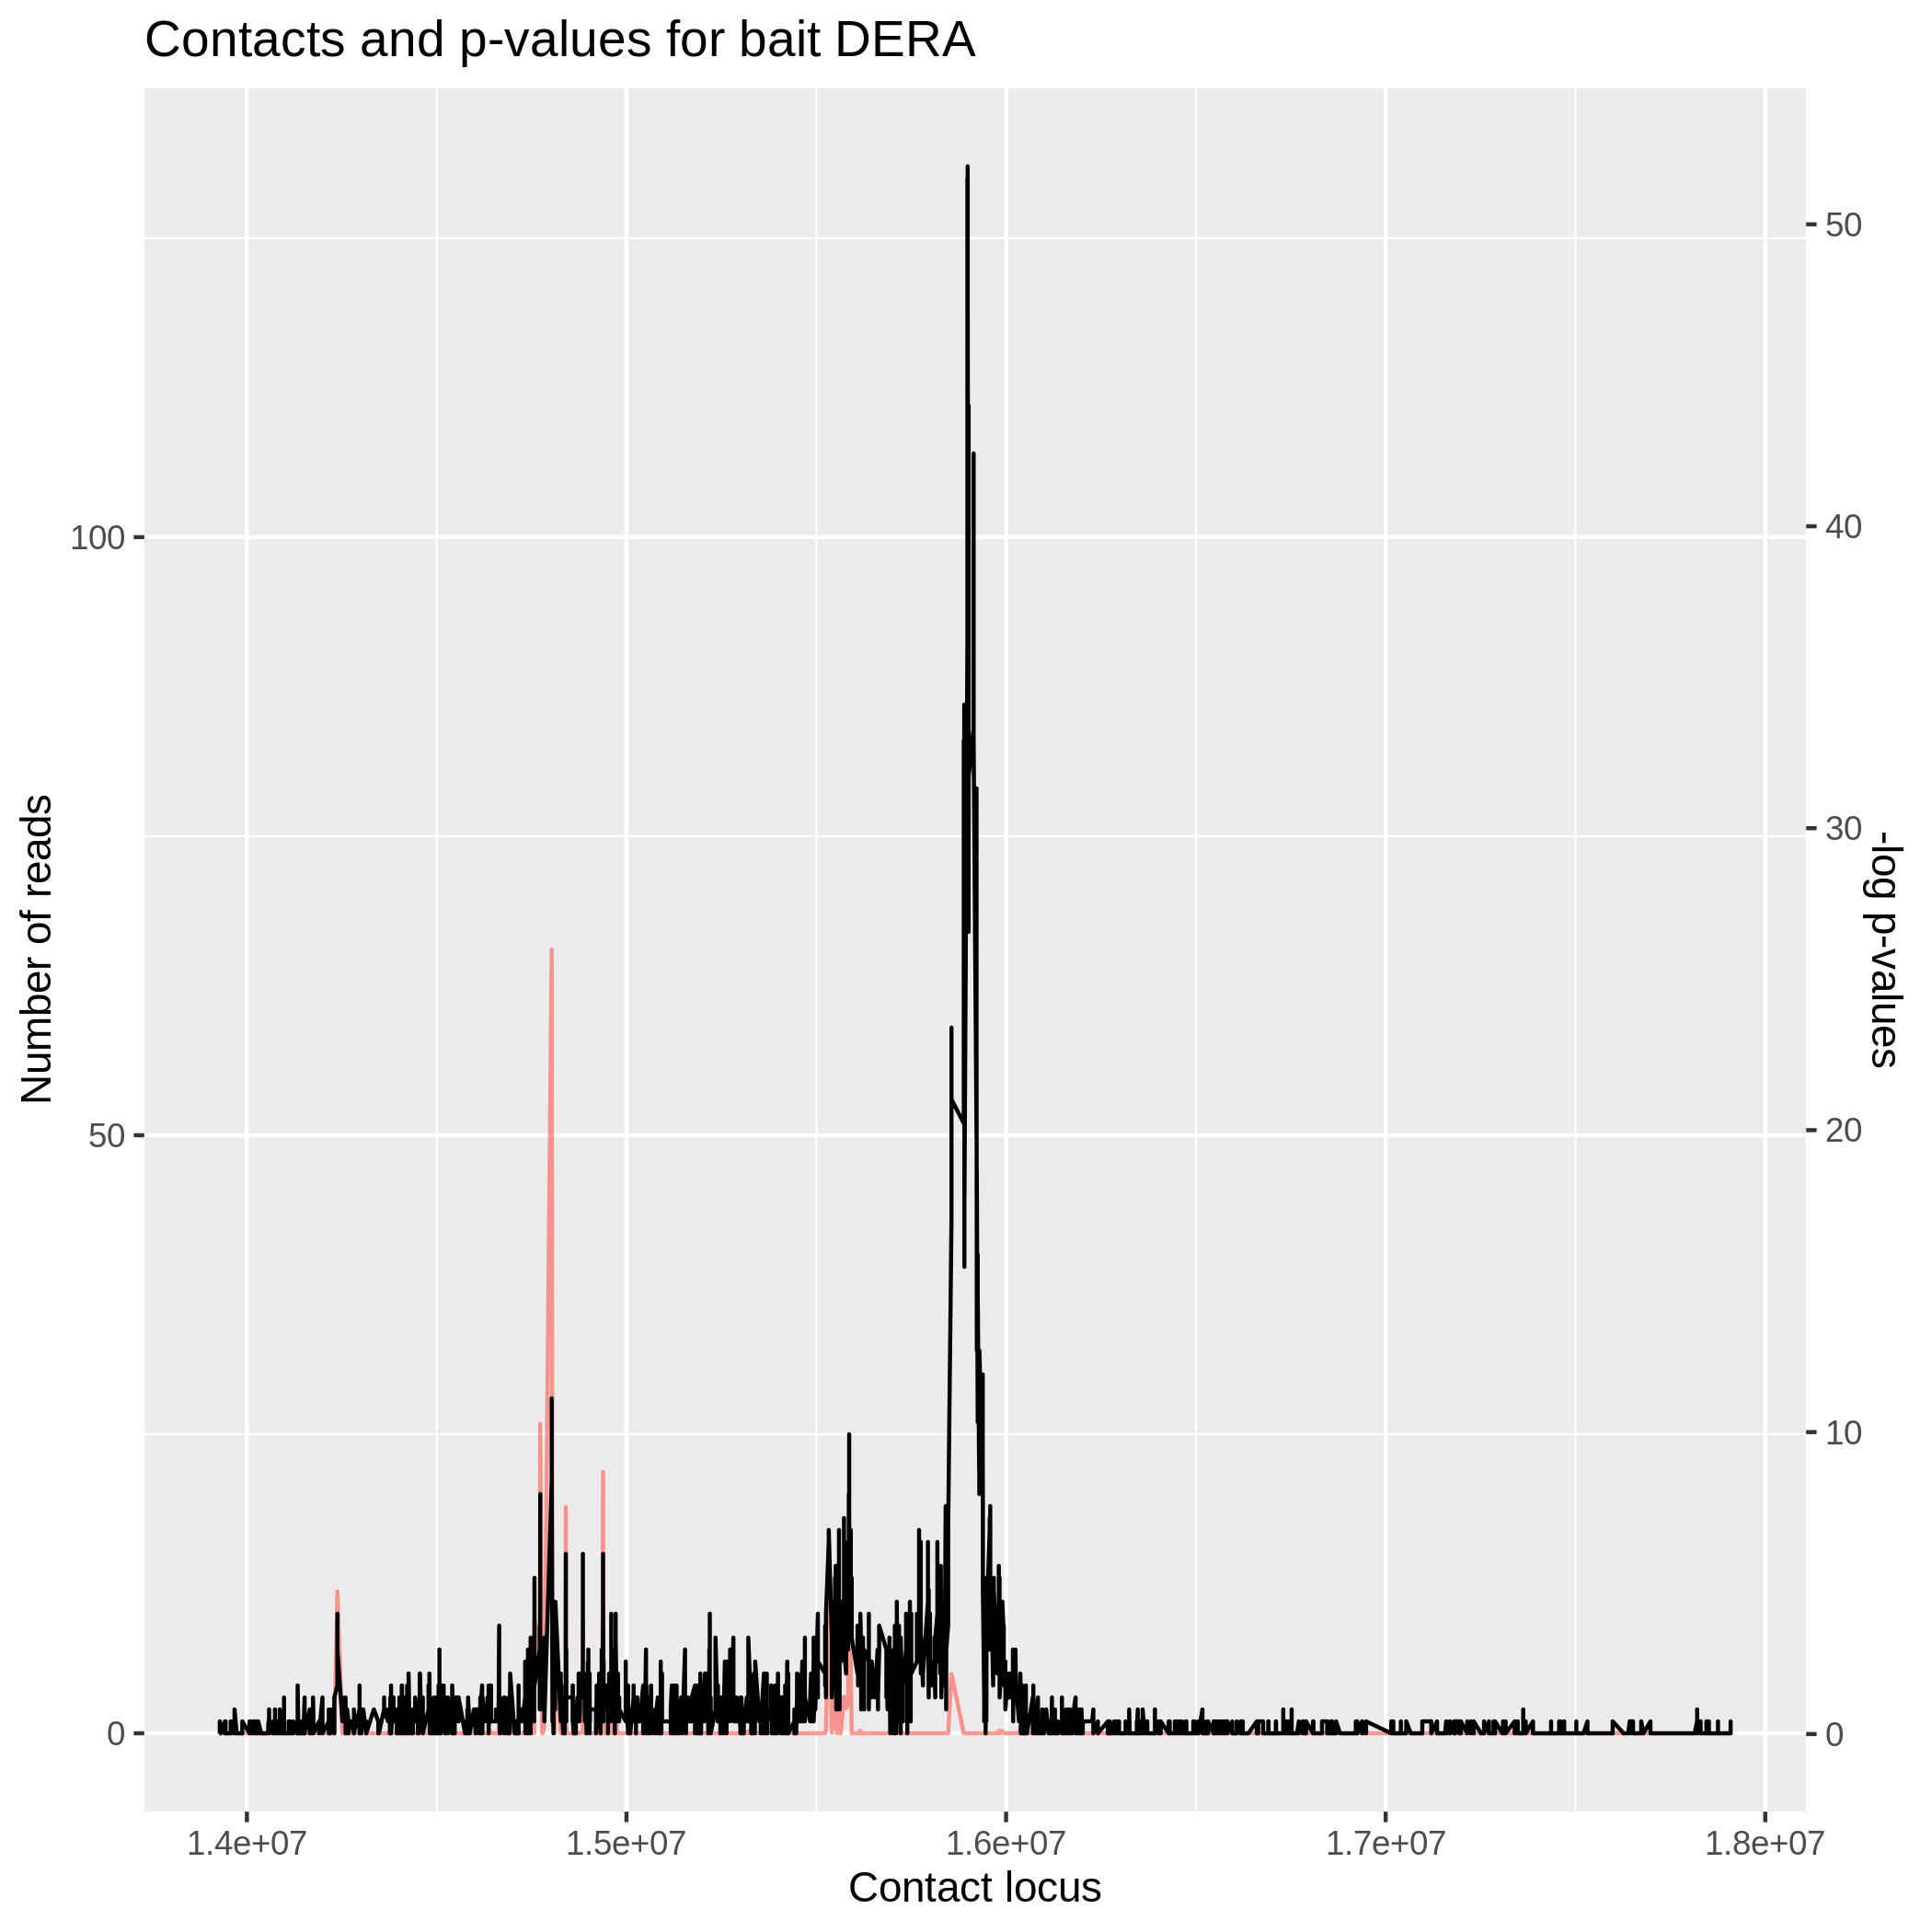 Contacts and p-values for bait DERA
Number of reads
100
50
0
50
40
30
20
10
0
-log p-values
1.4e+07
1.5e+07
1.6e+07
1.7e+07
1.8e+07
Contact locus